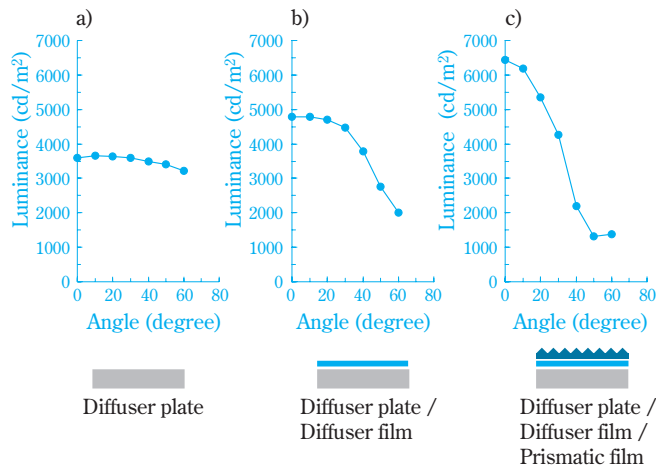 a)
7000
6000
5000
4000
3000
2000
1000
0
Luminance (cd/m²)
0 20 40 60 80
Angle (degree)
Diffuser plate
b)
7000
6000
5000
4000
3000
2000
1000
0
Luminance (cd/m²)
0 20 40 60 80
Angle (degree)
Diffuser plate /
Diffuser film
c)
7000
6000
5000
4000
3000
2000
1000
0
Luminance (cd/m²)
0 20 40 60 80
Angle (degree)
Diffuser plate /
Diffuser film /
Prismatic film